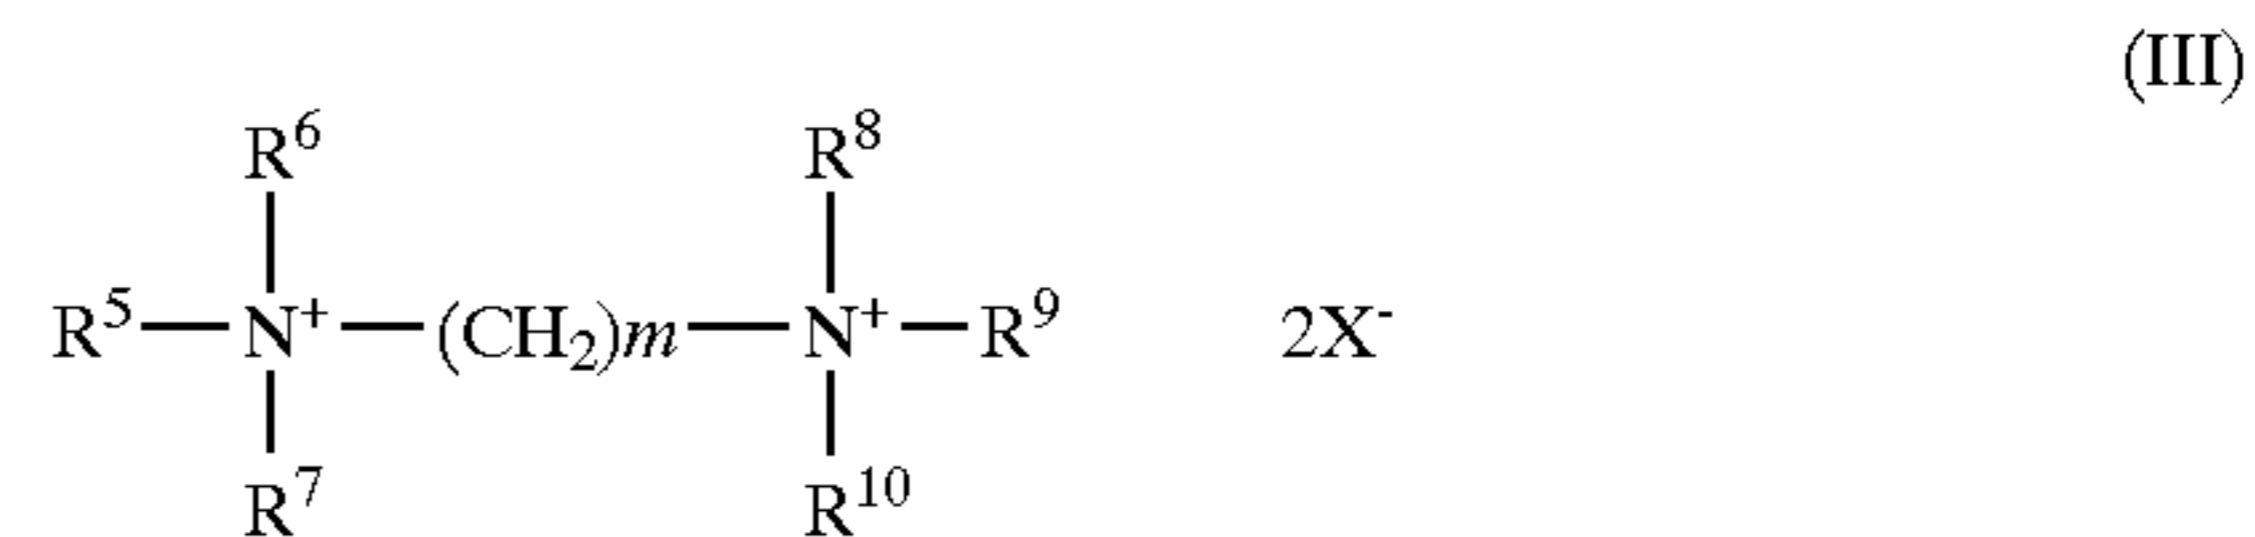 (III)
R⁶ R⁸
R⁵—N⁺—(CH₂)m—N⁺—R⁹ 2X⁻
R⁷ R¹⁰